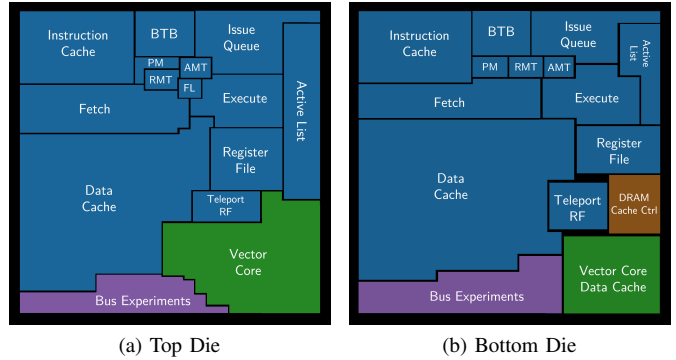 Instruction
Cache
BTB
Issue
Queue
PM
AMT
RMT
FL
Fetch
Execute
Active List
Register
File
Data
Cache
Teleport
RF
Vector
Core
Bus Experiments
(a) Top Die
Instruction
Cache
BTB
Issue
Queue
Active
List
PM
RMT
AMT
Fetch
Execute
Register
File
Data
Cache
Teleport
RF
DRAM
Cache Ctrl
Vector Core
Data Cache
Bus Experiments
(b) Bottom Die